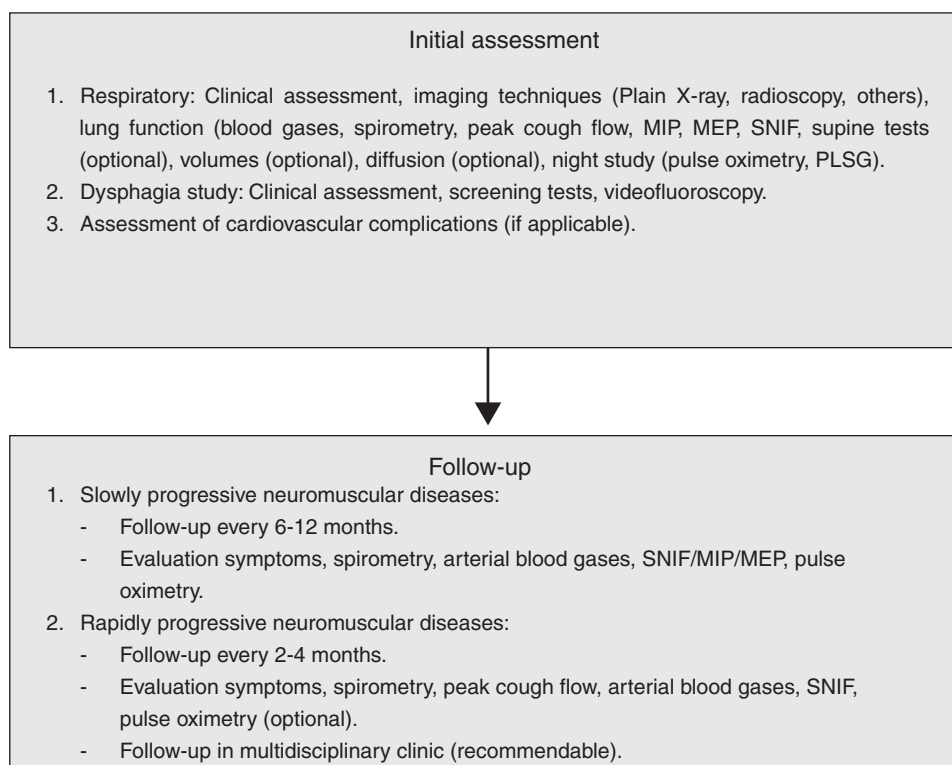 Initial assessment
1. Respiratory: Clinical assessment, imaging techniques (Plain X-ray, radioscopy, others),
lung function (blood gases, spirometry, peak cough flow, MIP, MEP, SNIF, supine tests
(optional), volumes (optional), diffusion (optional), night study (pulse oximetry, PLSG).
2. Dysphagia study: Clinical assessment, screening tests, videofluoroscopy.
3. Assessment of cardiovascular complications (if applicable).
Follow-up
1. Slowly progressive neuromuscular diseases:
- Follow-up every 6-12 months.
- Evaluation symptoms, spirometry, arterial blood gases, SNIF/MIP/MEP, pulse
oximetry.
2. Rapidly progressive neuromuscular diseases:
- Follow-up every 2-4 months.
- Evaluation symptoms, spirometry, peak cough flow, arterial blood gases, SNIF,
pulse oximetry (optional).
- Follow-up in multidisciplinary clinic (recommendable).